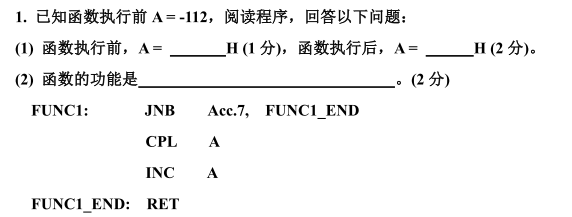 1. 已知函数执行前 A = -112，阅读程序，回答以下问题：
(1) 函数执行前，A = ______H (1 分)，函数执行后，A = ______H (2 分)。
(2) 函数的功能是________________________________。(2 分)
FUNC1: JNB Acc.7, FUNC1_END
CPL A
INC A
FUNC1_END: RET